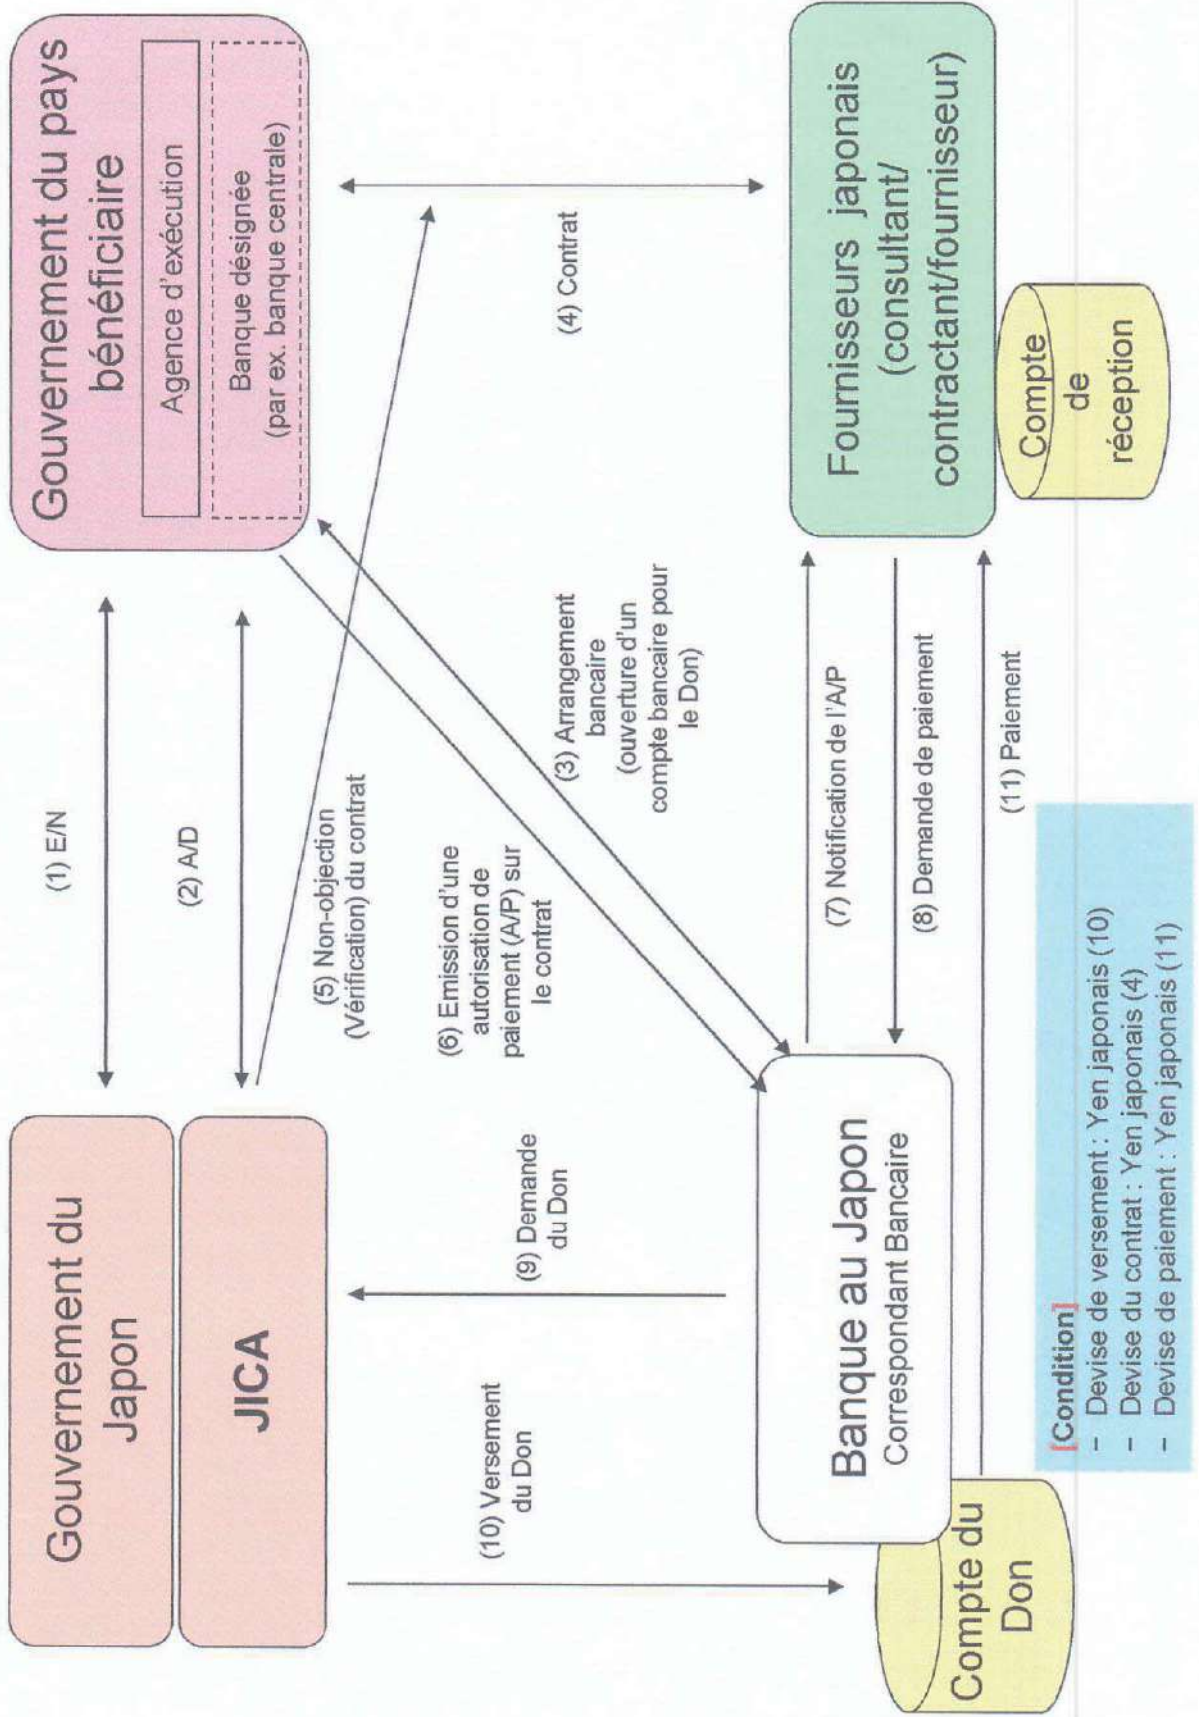 Gouvernement du
Japon
JICA
(1) E/N
(2) A/D
Gouvernement du pays
bénéficiaire
Agence d'exécution
Banque désignée
(par ex. banque centrale)
(5) Non-objection
(Vérification) du contrat
(6) Emission d'une
autorisation de
paiement (A/P) sur
le contrat
(3) Arrangement
bancaire
(ouverture d'un
compte bancaire pour
le Don)
(4) Contrat
(9) Demande
du Don
(10) Versement
du Don
Banque au Japon
Correspondant Bancaire
Compte du
Don
(7) Notification de l'A/P
(8) Demande de paiement
(11) Paiement
Fournisseurs japonais
(consultant/
contractant/fournisseur)
Compte
de
réception
[Condition]
- Devise de versement : Yen japonais (10)
- Devise du contrat : Yen japonais (4)
- Devise de paiement : Yen japonais (11)